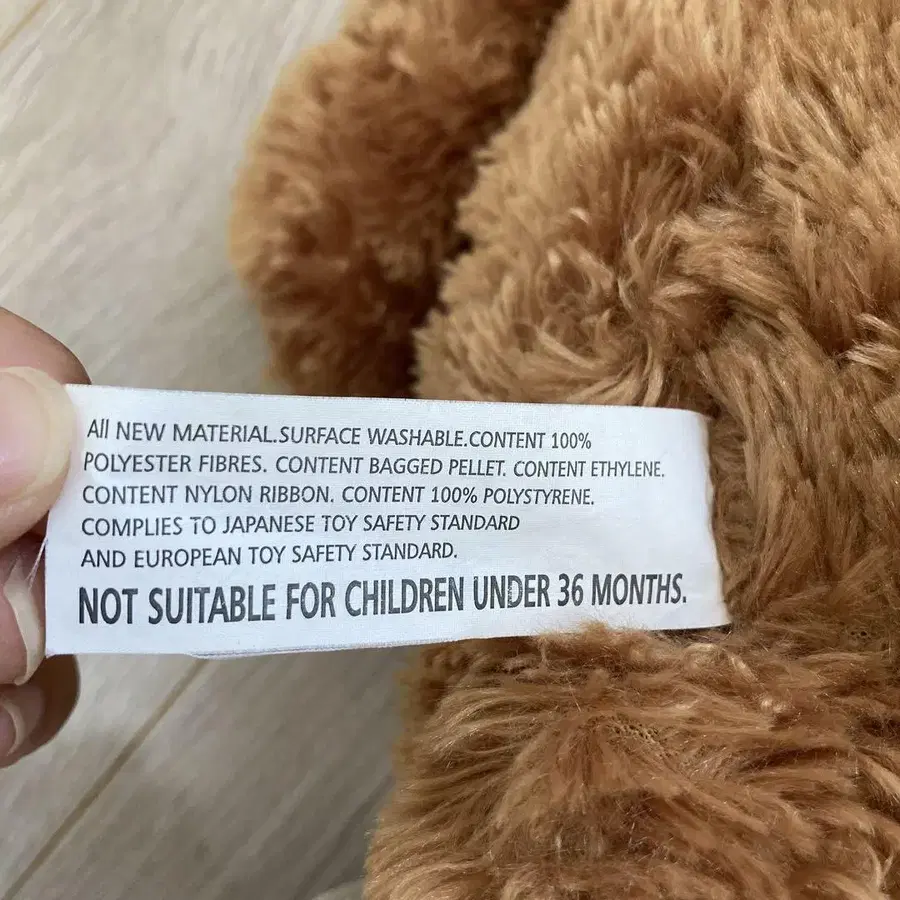 All NEW MATERIAL.SURFACE WASHABLE.CONTENT 100%
POLYESTER FIBRES. CONTENT BAGGED PELLET. CONTENT ETHYLENE.
CONTENT NYLON RIBBON. CONTENT 100% POLYSTYRENE.
COMPLIES TO JAPANESE TOY SAFETY STANDARD
AND EUROPEAN TOY SAFETY STANDARD.
NOT SUITABLE FOR CHILDREN UNDER 36 MONTHS.